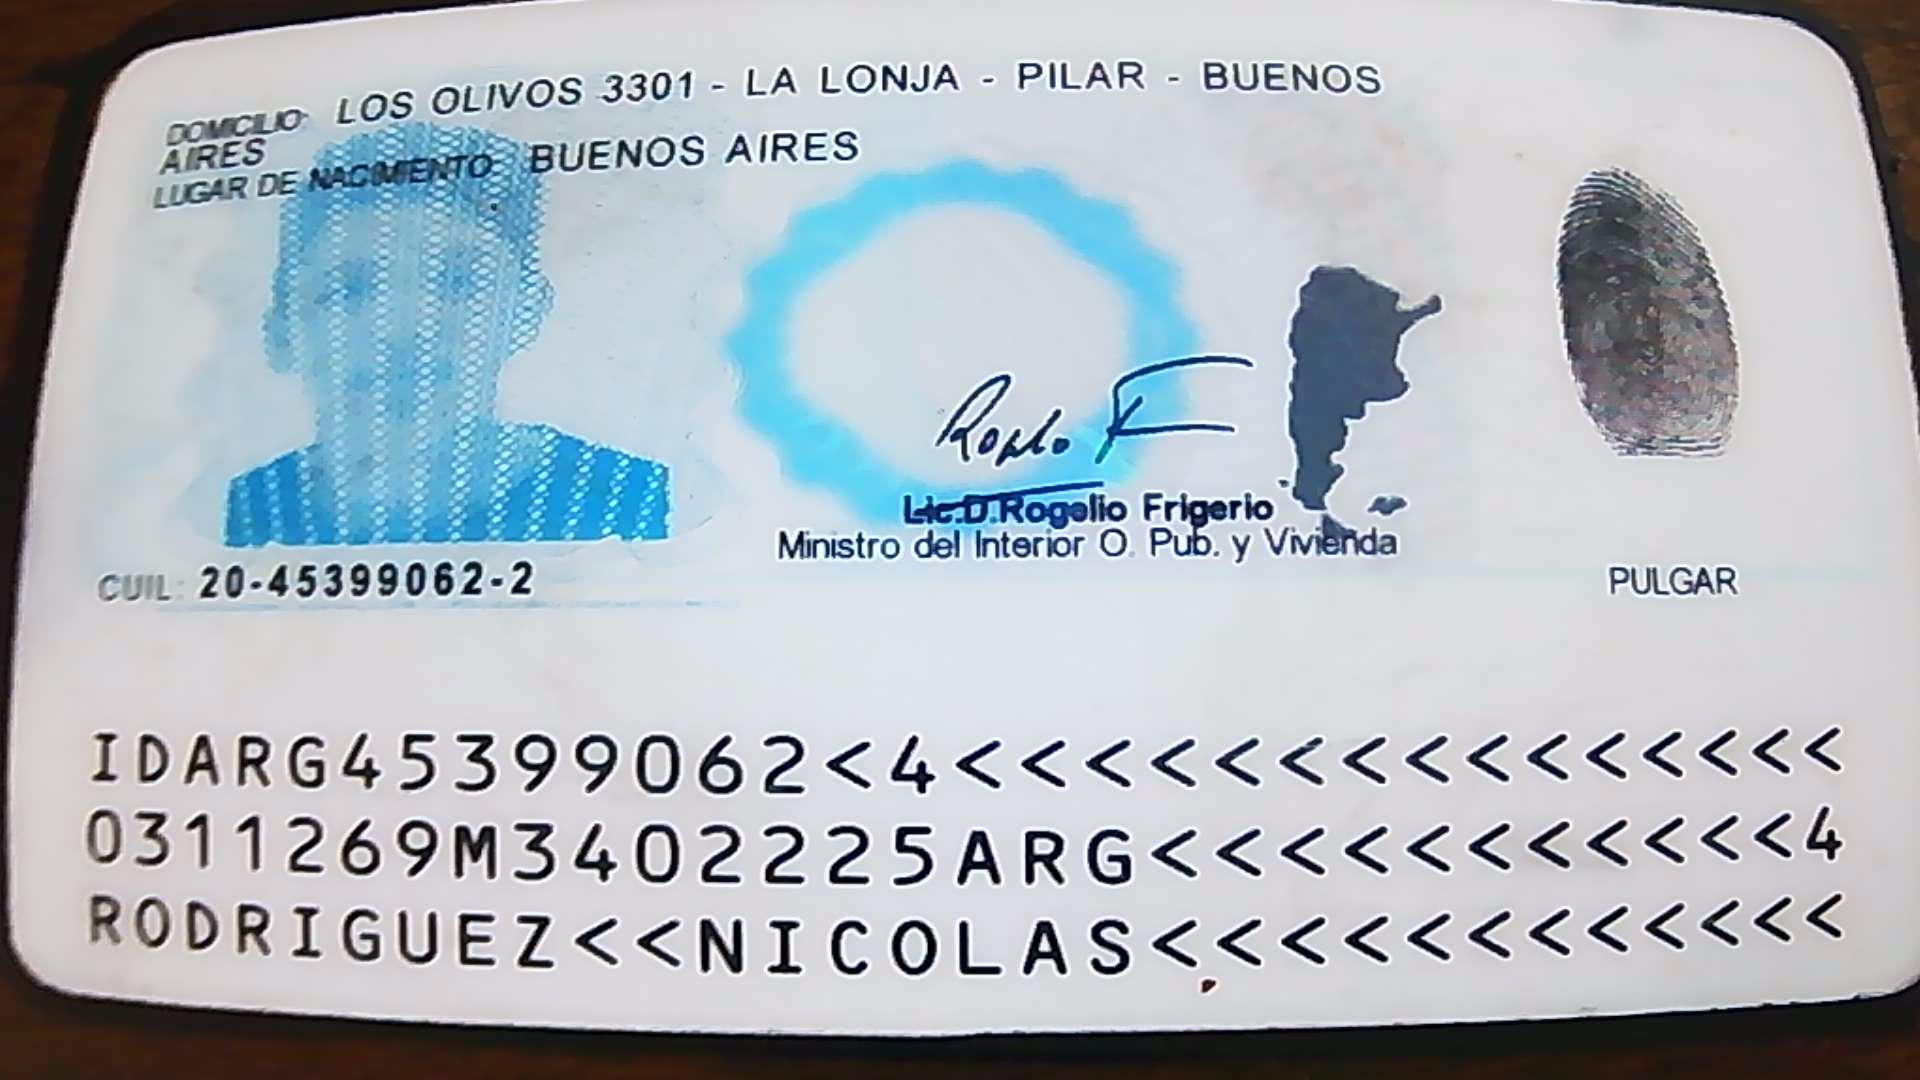 DOMICILIO: LOS OLIVOS 3301 - LA LONJA - PILAR - BUENOS
AIRES
LUGAR DE NACIMIENTO: BUENOS AIRES
Rogelio F
Lic.D.Rogelio Frigerio
Ministro del Interior O. Pub. y Vivienda
CUIL: 20-45399062-2
PULGAR
IDARG45399062<4<<<<<<<<<<<<<<<
0311269M3402225ARG<<<<<<<<<<<4
RODRIGUEZ<<NICOLAS<<<<<<<<<<<<